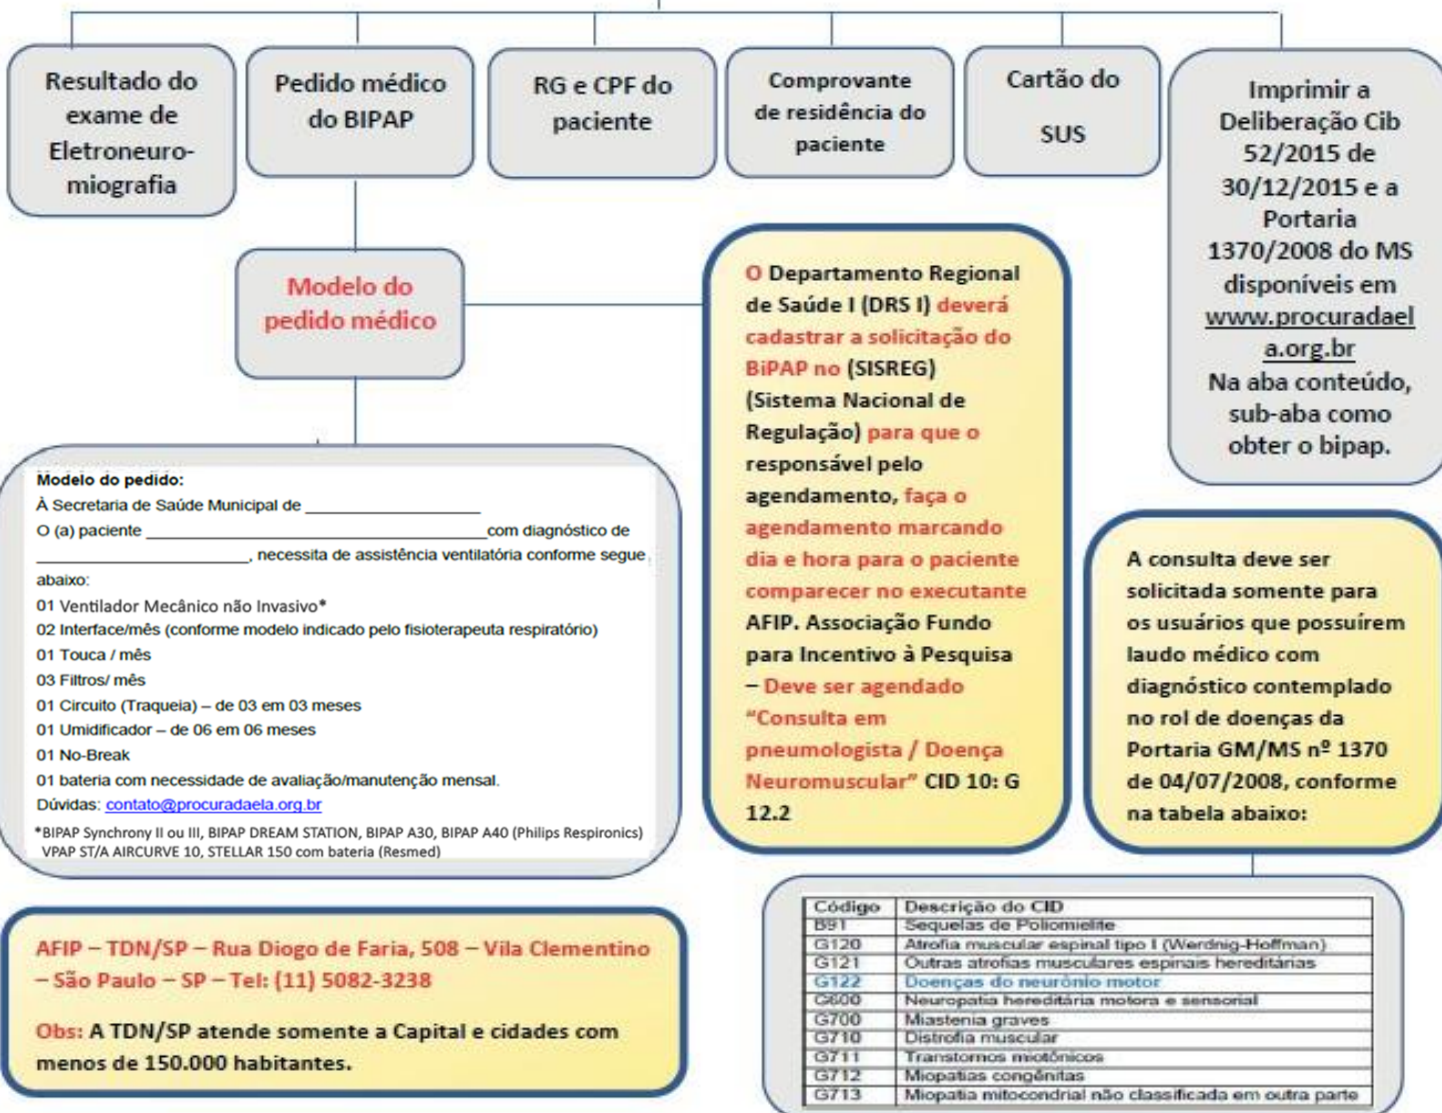 Resultado do
exame de
Eletroneuro-
miografia
Pedido médico
do BIPAP
RG e CPF do
paciente
Comprovante
de residência do
paciente
Cartão do
SUS
Imprimir a
Deliberação Cib
52/2015 de
30/12/2015 e a
Portaria
1370/2008 do MS
disponíveis em
www.procuradael
a.org.br
Na aba conteúdo,
sub-aba como
obter o bipap.
Modelo do
pedido médico
O Departamento Regional
de Saúde I (DRS I) deverá
cadastrar a solicitação do
BiPAP no (SISREG)
(Sistema Nacional de
Regulação) para que o
responsável pelo
agendamento, faça o
agendamento marcando
dia e hora para o paciente
comparecer no executante
AFIP. Associação Fundo
para Incentivo à Pesquisa
– Deve ser agendado
"Consulta em
pneumologista / Doença
Neuromuscular" CID 10: G
12.2
Modelo do pedido:
À Secretaria de Saúde Municipal de ____________________
O (a) paciente ________________________________________com diagnóstico de
_________________________, necessita de assistência ventilatória conforme segue
abaixo:
01 Ventilador Mecânico não Invasivo*
02 Interface/mês (conforme modelo indicado pelo fisioterapeuta respiratório)
01 Touca / mês
03 Filtros/ mês
01 Circuito (Traqueia) – de 03 em 03 meses
01 Umidificador – de 06 em 06 meses
01 No-Break
01 bateria com necessidade de avaliação/manutenção mensal.
Dúvidas: contato@procuradaela.org.br
*BIPAP Synchrony II ou III, BIPAP DREAM STATION, BIPAP A30, BIPAP A40 (Philips Respironics)
VPAP ST/A AIRCURVE 10, STELLAR 150 com bateria (Resmed)
A consulta deve ser
solicitada somente para
os usuários que possuírem
laudo médico com
diagnóstico contemplado
no rol de doenças da
Portaria GM/MS nº 1370
de 04/07/2008, conforme
na tabela abaixo:
AFIP – TDN/SP – Rua Diogo de Faria, 508 – Vila Clementino
– São Paulo – SP – Tel: (11) 5082-3238
Obs: A TDN/SP atende somente a Capital e cidades com
menos de 150.000 habitantes.
Código Descrição do CID
B91 Sequelas de Poliomielite
G120 Atrofia muscular espinal tipo I (Werdnig-Hoffman)
G121 Outras atrofias musculares espinais hereditárias
G122 Doenças do neurônio motor
G600 Neuropatia hereditária motora e sensorial
G700 Miastenia graves
G710 Distrofia muscular
G711 Transtornos miotônicos
G712 Miopatias congênitas
G713 Miopatia mitocondrial não classificada em outra parte